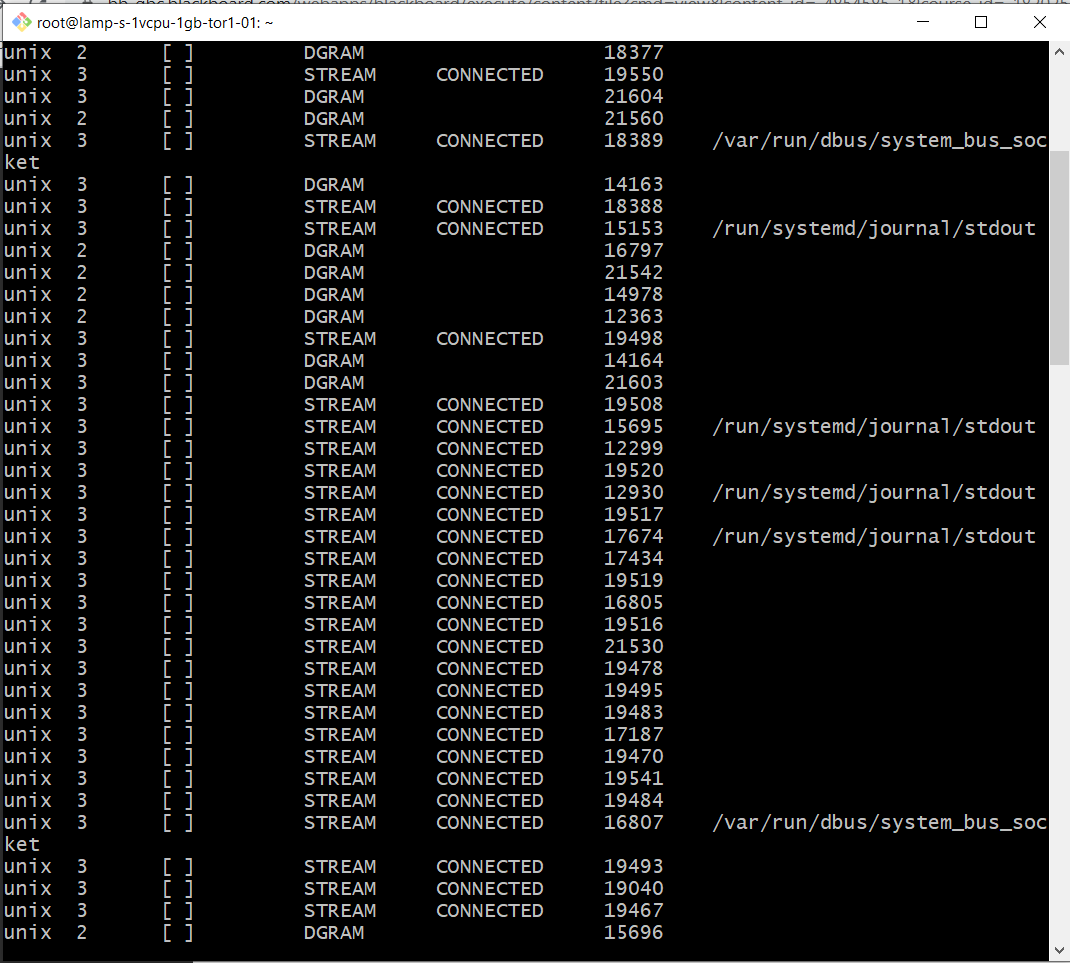 root@lamp-s-1vcpu-1gb-tor1-01: ~
unix 2 [ ] DGRAM 18377
unix 3 [ ] STREAM CONNECTED 19550
unix 3 [ ] DGRAM 21604
unix 2 [ ] DGRAM 21560
unix 3 [ ] STREAM CONNECTED 18389 /var/run/dbus/system_bus_soc
ket
unix 3 [ ] DGRAM 14163
unix 3 [ ] STREAM CONNECTED 18388
unix 3 [ ] STREAM CONNECTED 15153 /run/systemd/journal/stdout
unix 2 [ ] DGRAM 16797
unix 2 [ ] DGRAM 21542
unix 2 [ ] DGRAM 14978
unix 2 [ ] DGRAM 12363
unix 3 [ ] STREAM CONNECTED 19498
unix 3 [ ] DGRAM 14164
unix 3 [ ] DGRAM 21603
unix 3 [ ] STREAM CONNECTED 19508
unix 3 [ ] STREAM CONNECTED 15695 /run/systemd/journal/stdout
unix 3 [ ] STREAM CONNECTED 12299
unix 3 [ ] STREAM CONNECTED 19520
unix 3 [ ] STREAM CONNECTED 12930 /run/systemd/journal/stdout
unix 3 [ ] STREAM CONNECTED 19517
unix 3 [ ] STREAM CONNECTED 17674 /run/systemd/journal/stdout
unix 3 [ ] STREAM CONNECTED 17434
unix 3 [ ] STREAM CONNECTED 19519
unix 3 [ ] STREAM CONNECTED 16805
unix 3 [ ] STREAM CONNECTED 19516
unix 3 [ ] STREAM CONNECTED 21530
unix 3 [ ] STREAM CONNECTED 19478
unix 3 [ ] STREAM CONNECTED 19495
unix 3 [ ] STREAM CONNECTED 19483
unix 3 [ ] STREAM CONNECTED 17187
unix 3 [ ] STREAM CONNECTED 19470
unix 3 [ ] STREAM CONNECTED 19541
unix 3 [ ] STREAM CONNECTED 19484
unix 3 [ ] STREAM CONNECTED 16807 /var/run/dbus/system_bus_soc
ket
unix 3 [ ] STREAM CONNECTED 19493
unix 3 [ ] STREAM CONNECTED 19040
unix 3 [ ] STREAM CONNECTED 19467
unix 2 [ ] DGRAM 15696